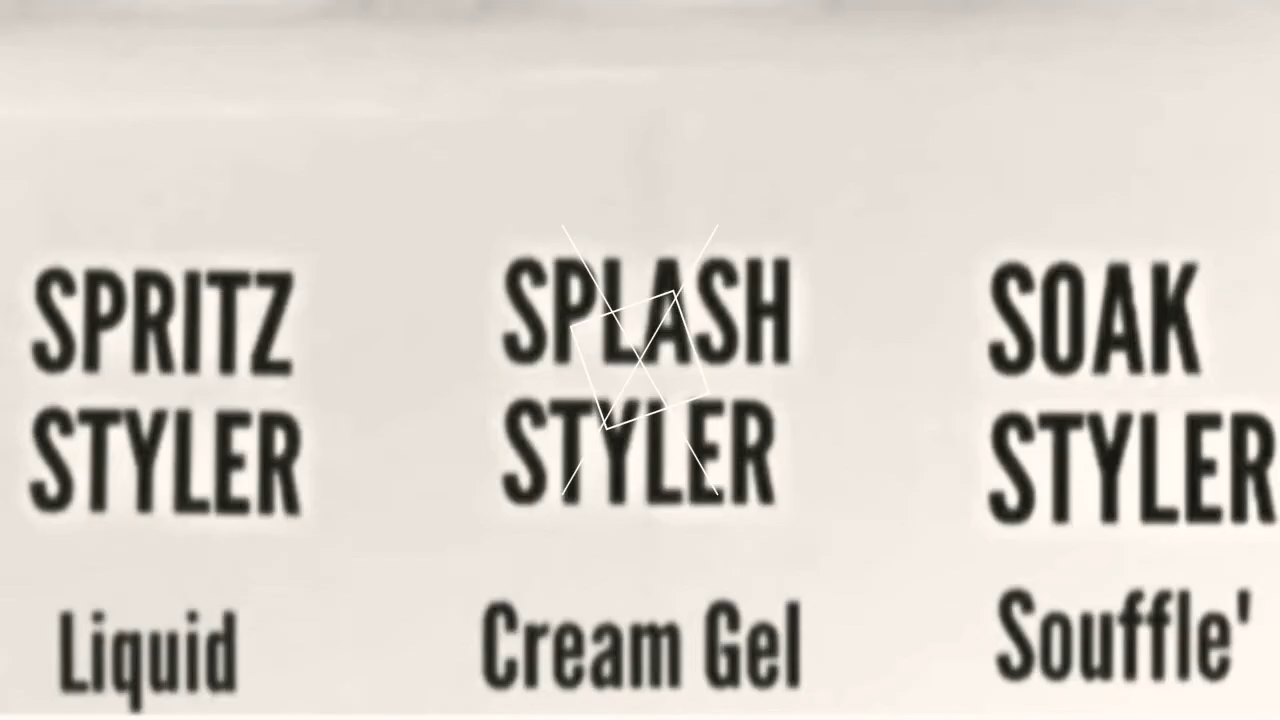 SPRITZ
STYLER
Liquid
SPLASH
STYLER
Cream Gel
SOAK
STYLER
Souffle'